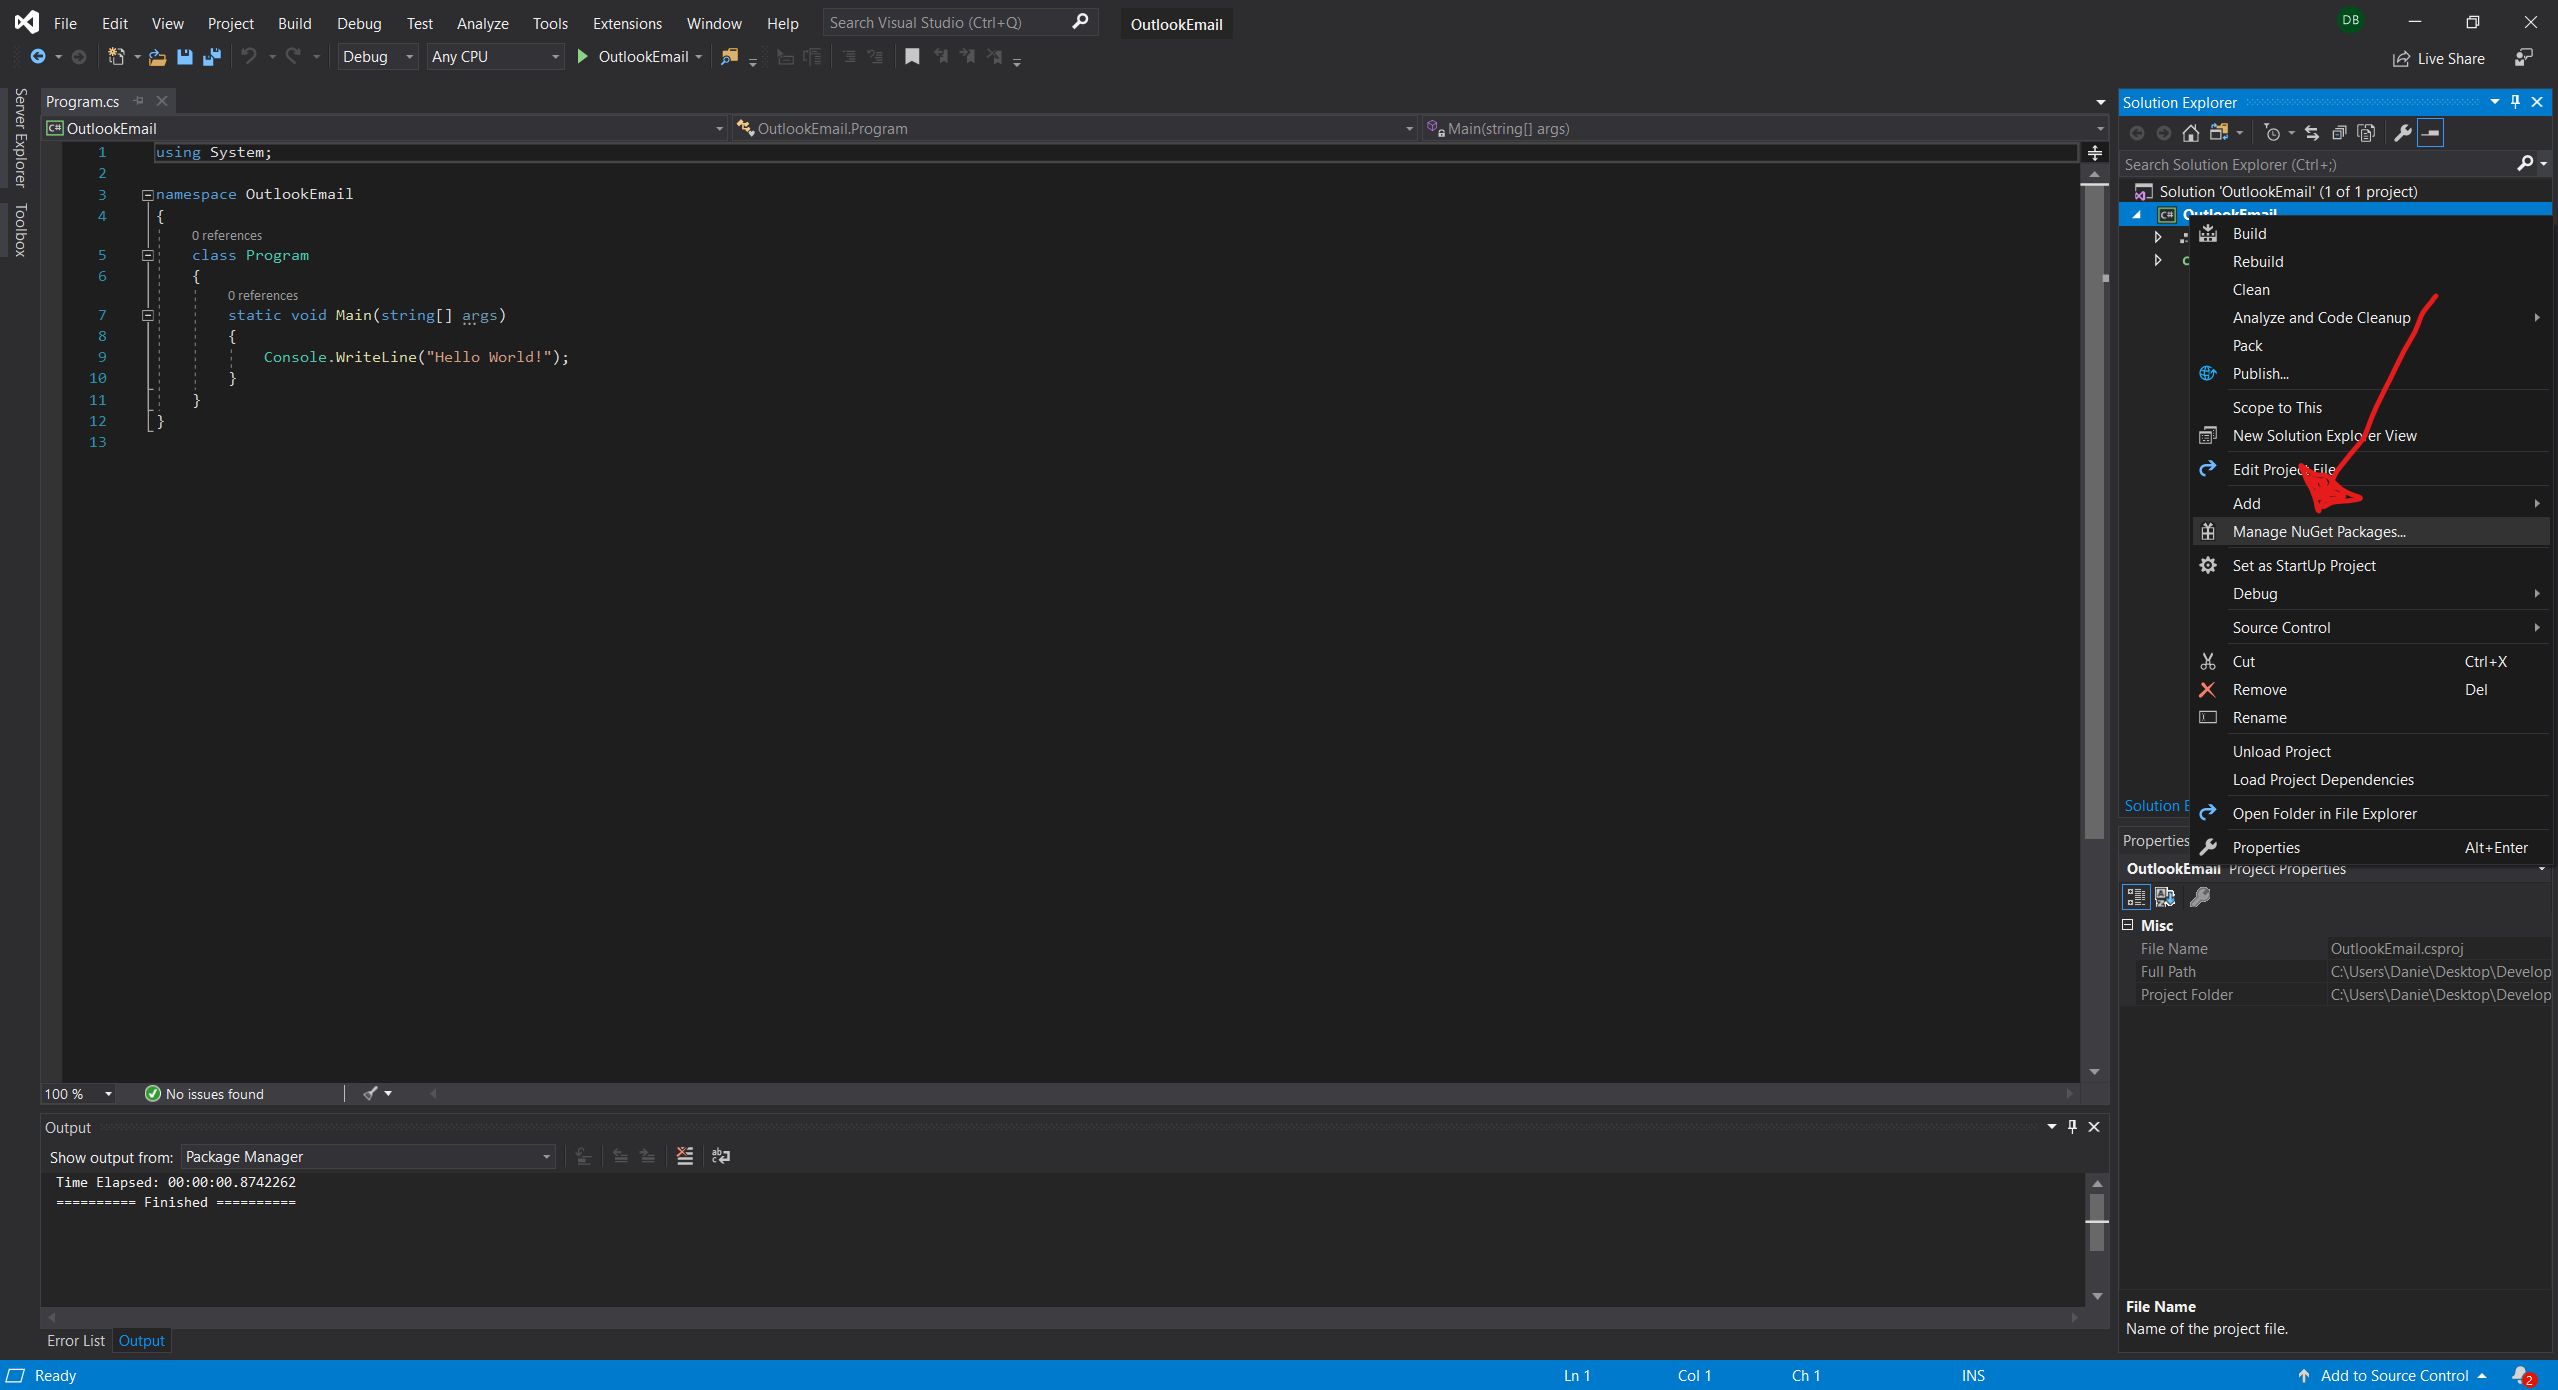 File Edit View Project Build Debug Test Analyze Tools Extensions Window Help Search Visual Studio (Ctrl+Q) OutlookEmail DB
Debug Any CPU OutlookEmail Live Share
Server Explorer
Toolbox
Program.cs
OutlookEmail OutlookEmail.Program Main(string[] args)
1 using System;
2
3 namespace OutlookEmail
4 {
0 references
5 class Program
6 {
0 references
7 static void Main(string[] args)
8 {
9 Console.WriteLine("Hello World!");
10 }
11 }
12 }
13
100 % No issues found
Output
Show output from: Package Manager
Time Elapsed: 00:00:00.8742262
========== Finished ==========
Error List Output
Solution Explorer
Search Solution Explorer (Ctrl+;)
Solution 'OutlookEmail' (1 of 1 project)
C# OutlookEmail
Build
Rebuild
Clean
Analyze and Code Cleanup
Pack
Publish...
Scope to This
New Solution Explorer View
Edit Project File
Add
Manage NuGet Packages...
Set as StartUp Project
Debug
Source Control
Cut Ctrl+X
Remove Del
Rename
Unload Project
Load Project Dependencies
Solution E
Open Folder in File Explorer
Properties
Properties Alt+Enter
OutlookEmail Project Properties
Misc
File Name OutlookEmail.csproj
Full Path C:\Users\Danie\Desktop\Develop
Project Folder C:\Users\Danie\Desktop\Develop
File Name
Name of the project file.
Ready Ln 1 Col 1 Ch 1 INS Add to Source Control 2